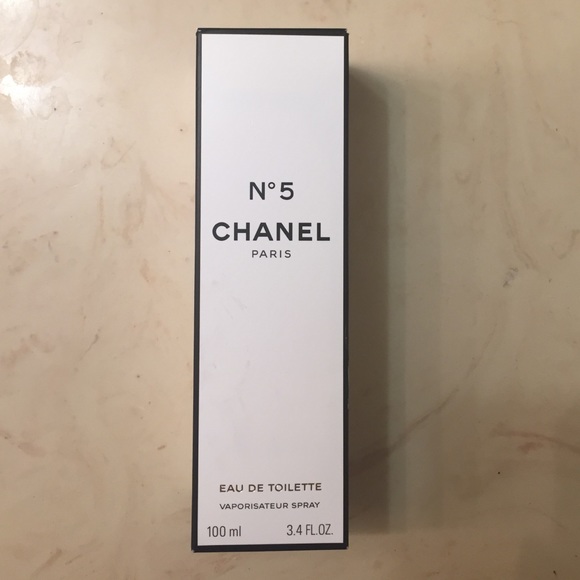 N°5
CHANEL
PARIS
EAU DE TOILETTE
VAPORISATEUR SPRAY
100 ml 3.4 FL.OZ.